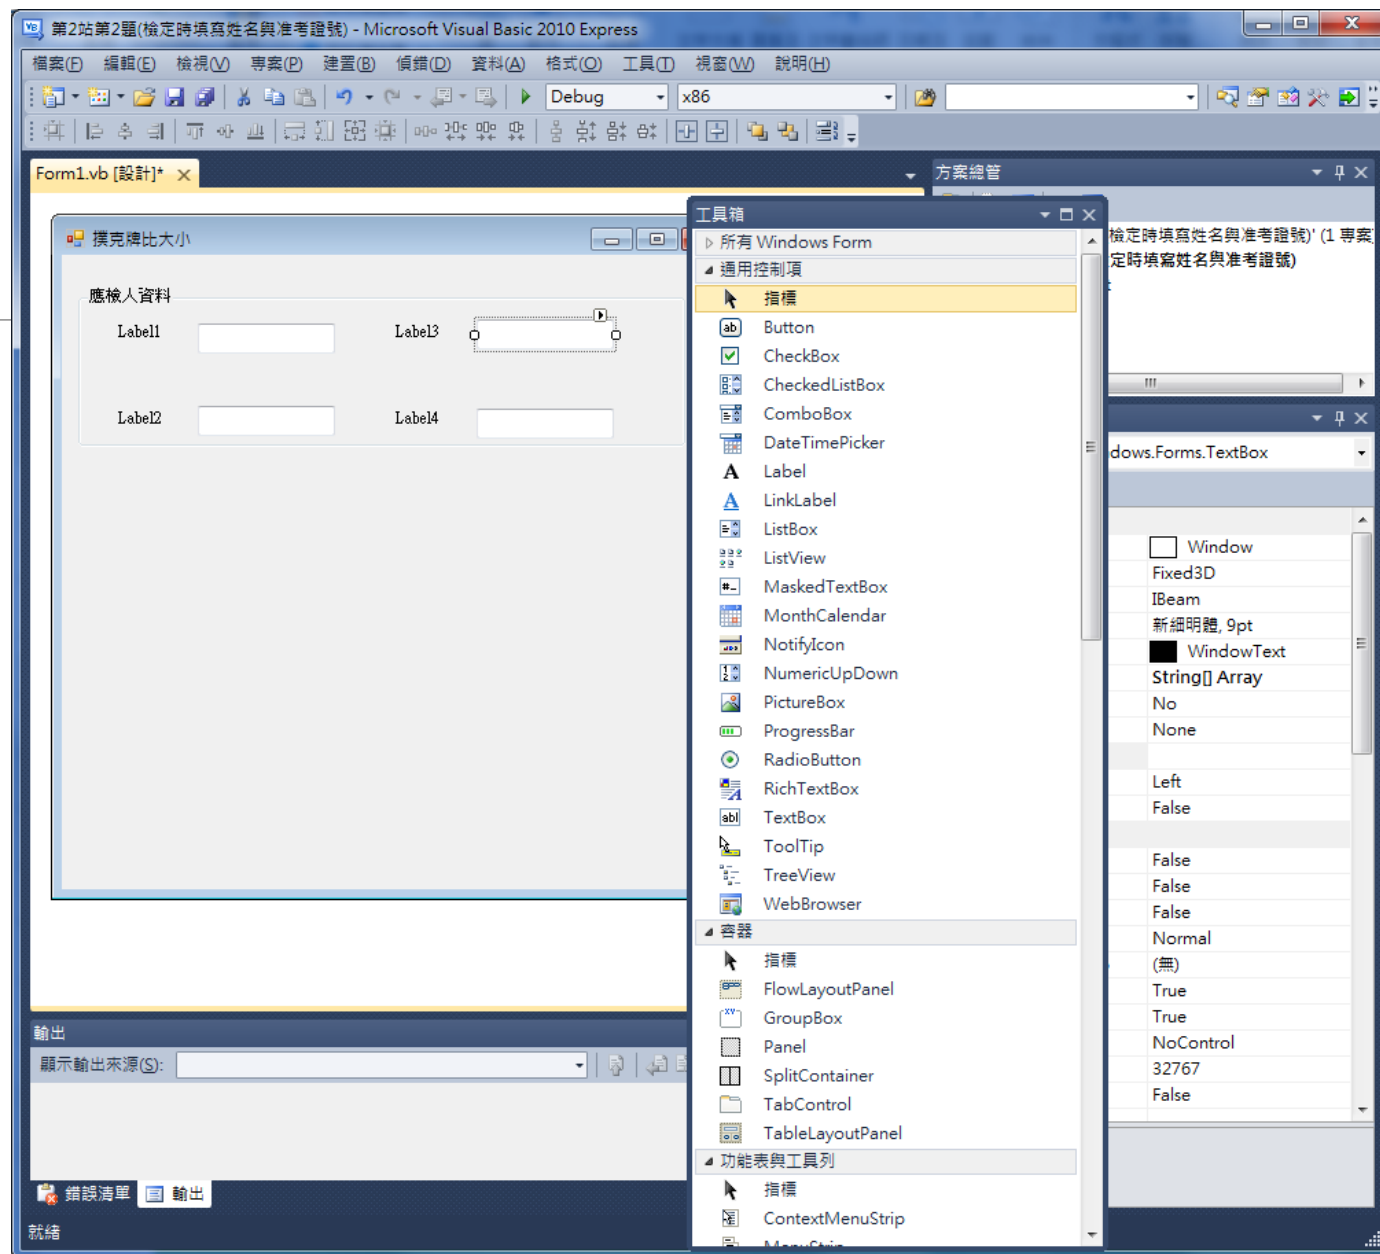 第2站第2題(檢定時填寫姓名與准考證號) - Microsoft Visual Basic 2010 Express
檔案(F) 編輯(E) 檢視(V) 專案(P) 建置(B) 偵錯(D) 資料(A) 格式(O) 工具(T) 視窗(W) 說明(H)
Debug x86
Form1.vb [設計]*
撲克牌比大小
應檢人資料
Label1 Label3
Label2 Label4
輸出
顯示輸出來源(S):
錯誤清單 輸出
就緒
工具箱
所有 Windows Form
通用控制項
指標
Button
CheckBox
CheckedListBox
ComboBox
DateTimePicker
Label
LinkLabel
ListBox
ListView
MaskedTextBox
MonthCalendar
NotifyIcon
NumericUpDown
PictureBox
ProgressBar
RadioButton
RichTextBox
TextBox
ToolTip
TreeView
WebBrowser
容器
指標
FlowLayoutPanel
GroupBox
Panel
SplitContainer
TabControl
TableLayoutPanel
功能表與工具列
指標
ContextMenuStrip
MenuStrip
方案總管
檢定時填寫姓名與准考證號)' (1 專案
定時填寫姓名與准考證號)
dows.Forms.TextBox
Window
Fixed3D
IBeam
新細明體, 9pt
WindowText
String[] Array
No
None
Left
False
False
False
False
Normal
(無)
True
True
NoControl
32767
False